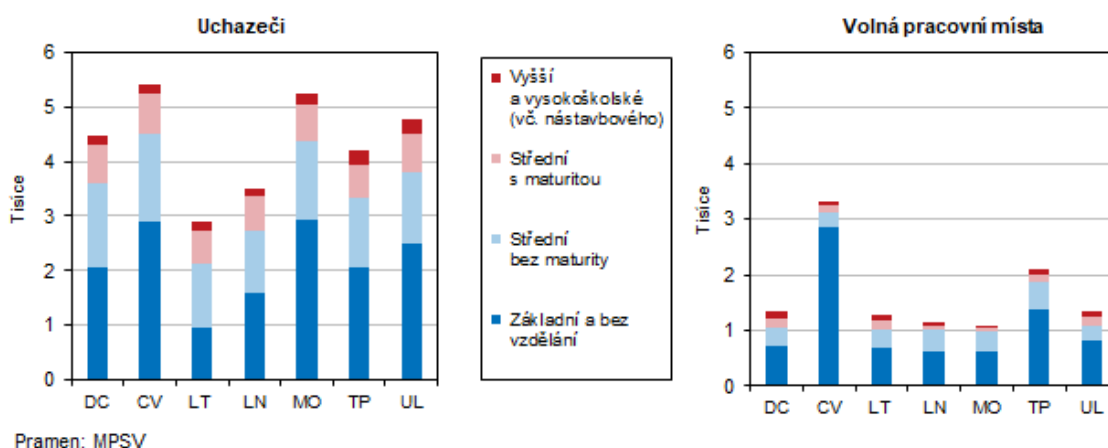 Uchazeči
6
5
4
3
2
1
0
Tisíce
DC CV LT LN MO TP UL
Vyšší
a vysokoškolské
(vč. nástavbového)
Střední
s maturitou
Střední
bez maturity
Základní a bez
vzdělání
Volná pracovní místa
6
5
4
3
2
1
0
Tisíce
DC CV LT LN MO TP UL
Pramen: MPSV